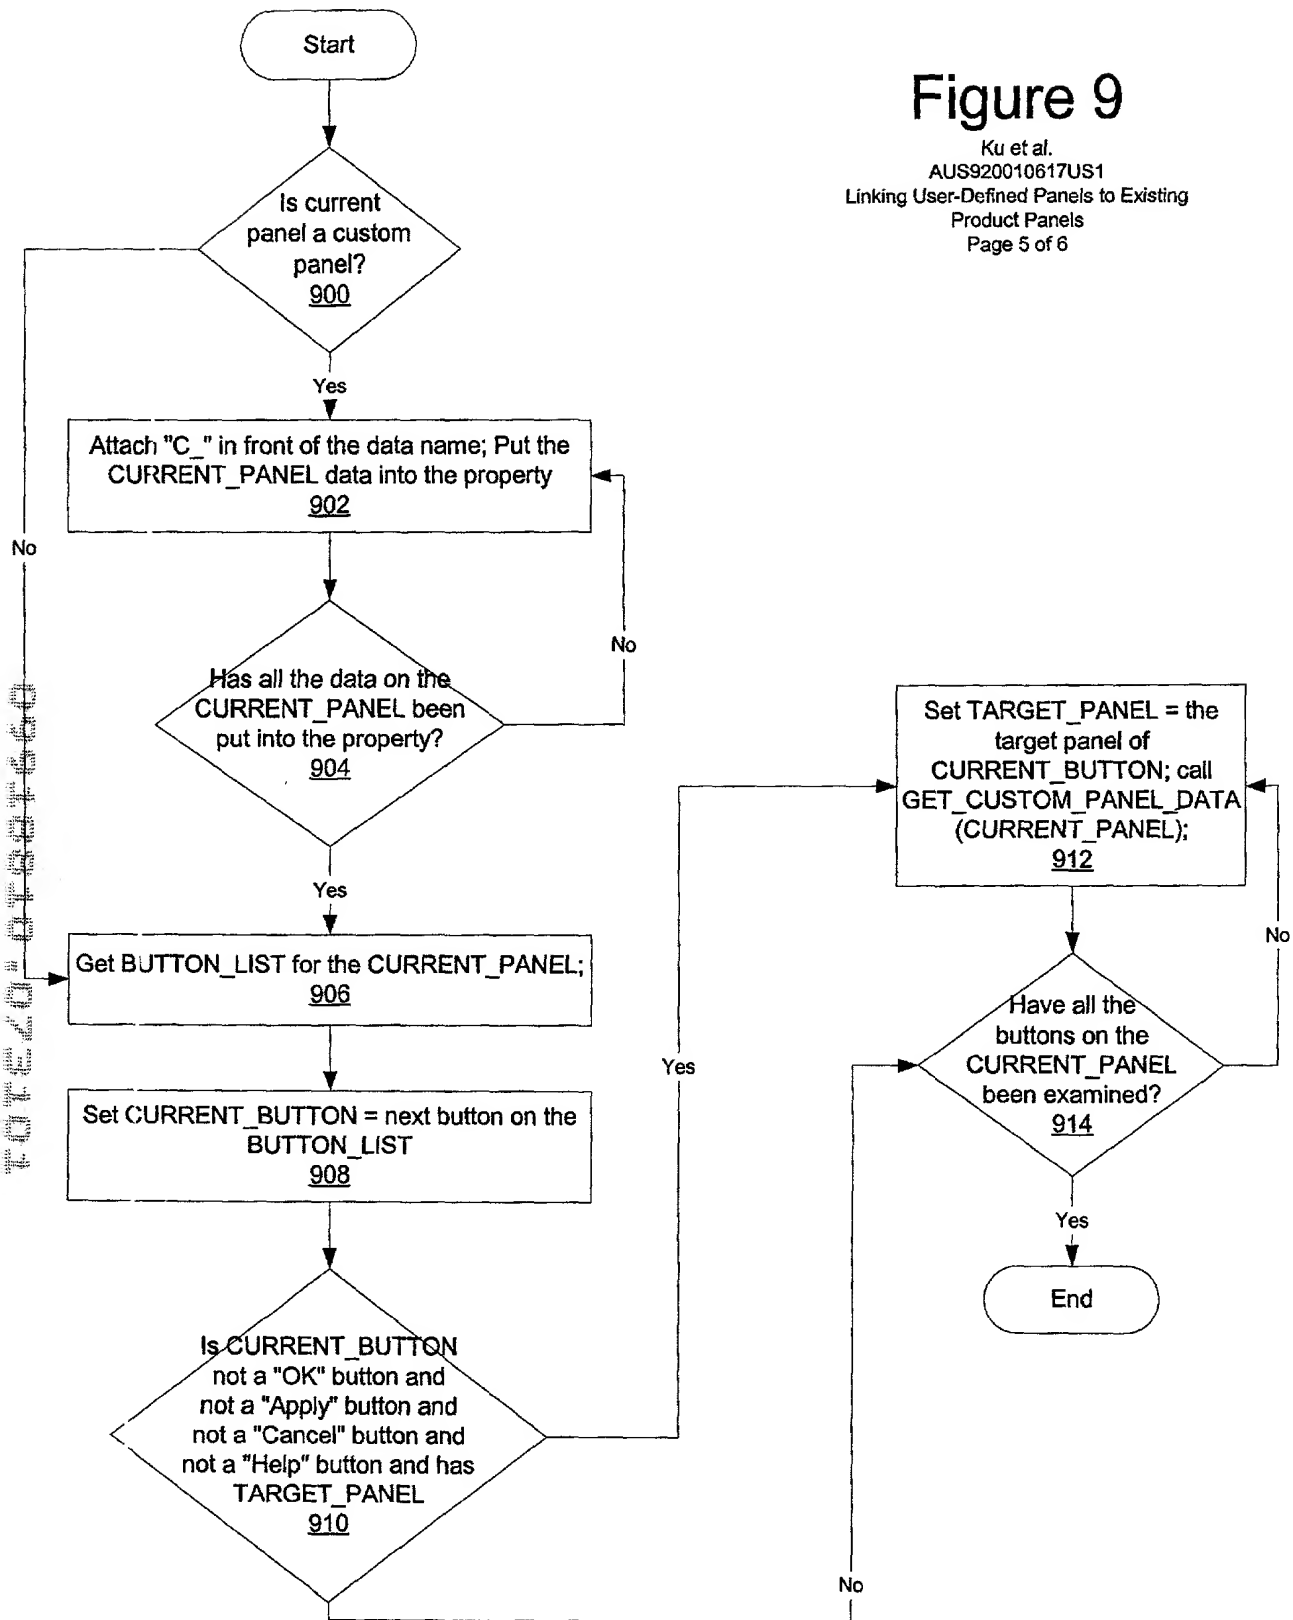 Start
Figure 9
Ku et al.
AUS920010617US1
Linking User-Defined Panels to Existing
Product Panels
Page 5 of 6
Is current
panel a custom
panel?
900
Yes
No
Attach "C_" in front of the data name; Put the
CURRENT_PANEL data into the property
902
No
Has all the data on the
CURRENT_PANEL been
put into the property?
904
Yes
Get BUTTON_LIST for the CURRENT_PANEL;
906
Set CURRENT_BUTTON = next button on the
BUTTON_LIST
908
Is CURRENT_BUTTON
not a "OK" button and
not a "Apply" button and
not a "Cancel" button and
not a "Help" button and has
TARGET_PANEL
910
Yes
No
Set TARGET_PANEL = the
target panel of
CURRENT_BUTTON; call
GET_CUSTOM_PANEL_DATA
(CURRENT_PANEL);
912
No
Have all the
buttons on the
CURRENT_PANEL
been examined?
914
Yes
End